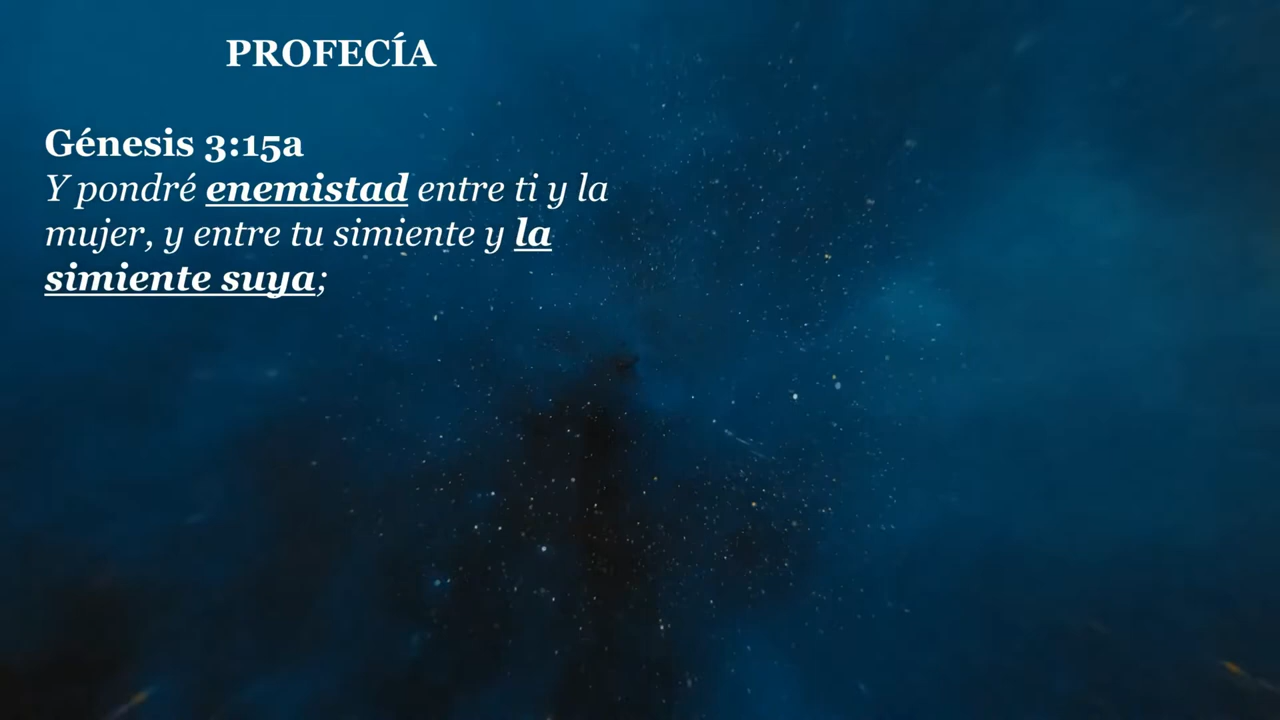 PROFECÍA
Génesis 3:15a
Y pondré enemistad entre ti y la
mujer, y entre tu simiente y la
simiente suya;